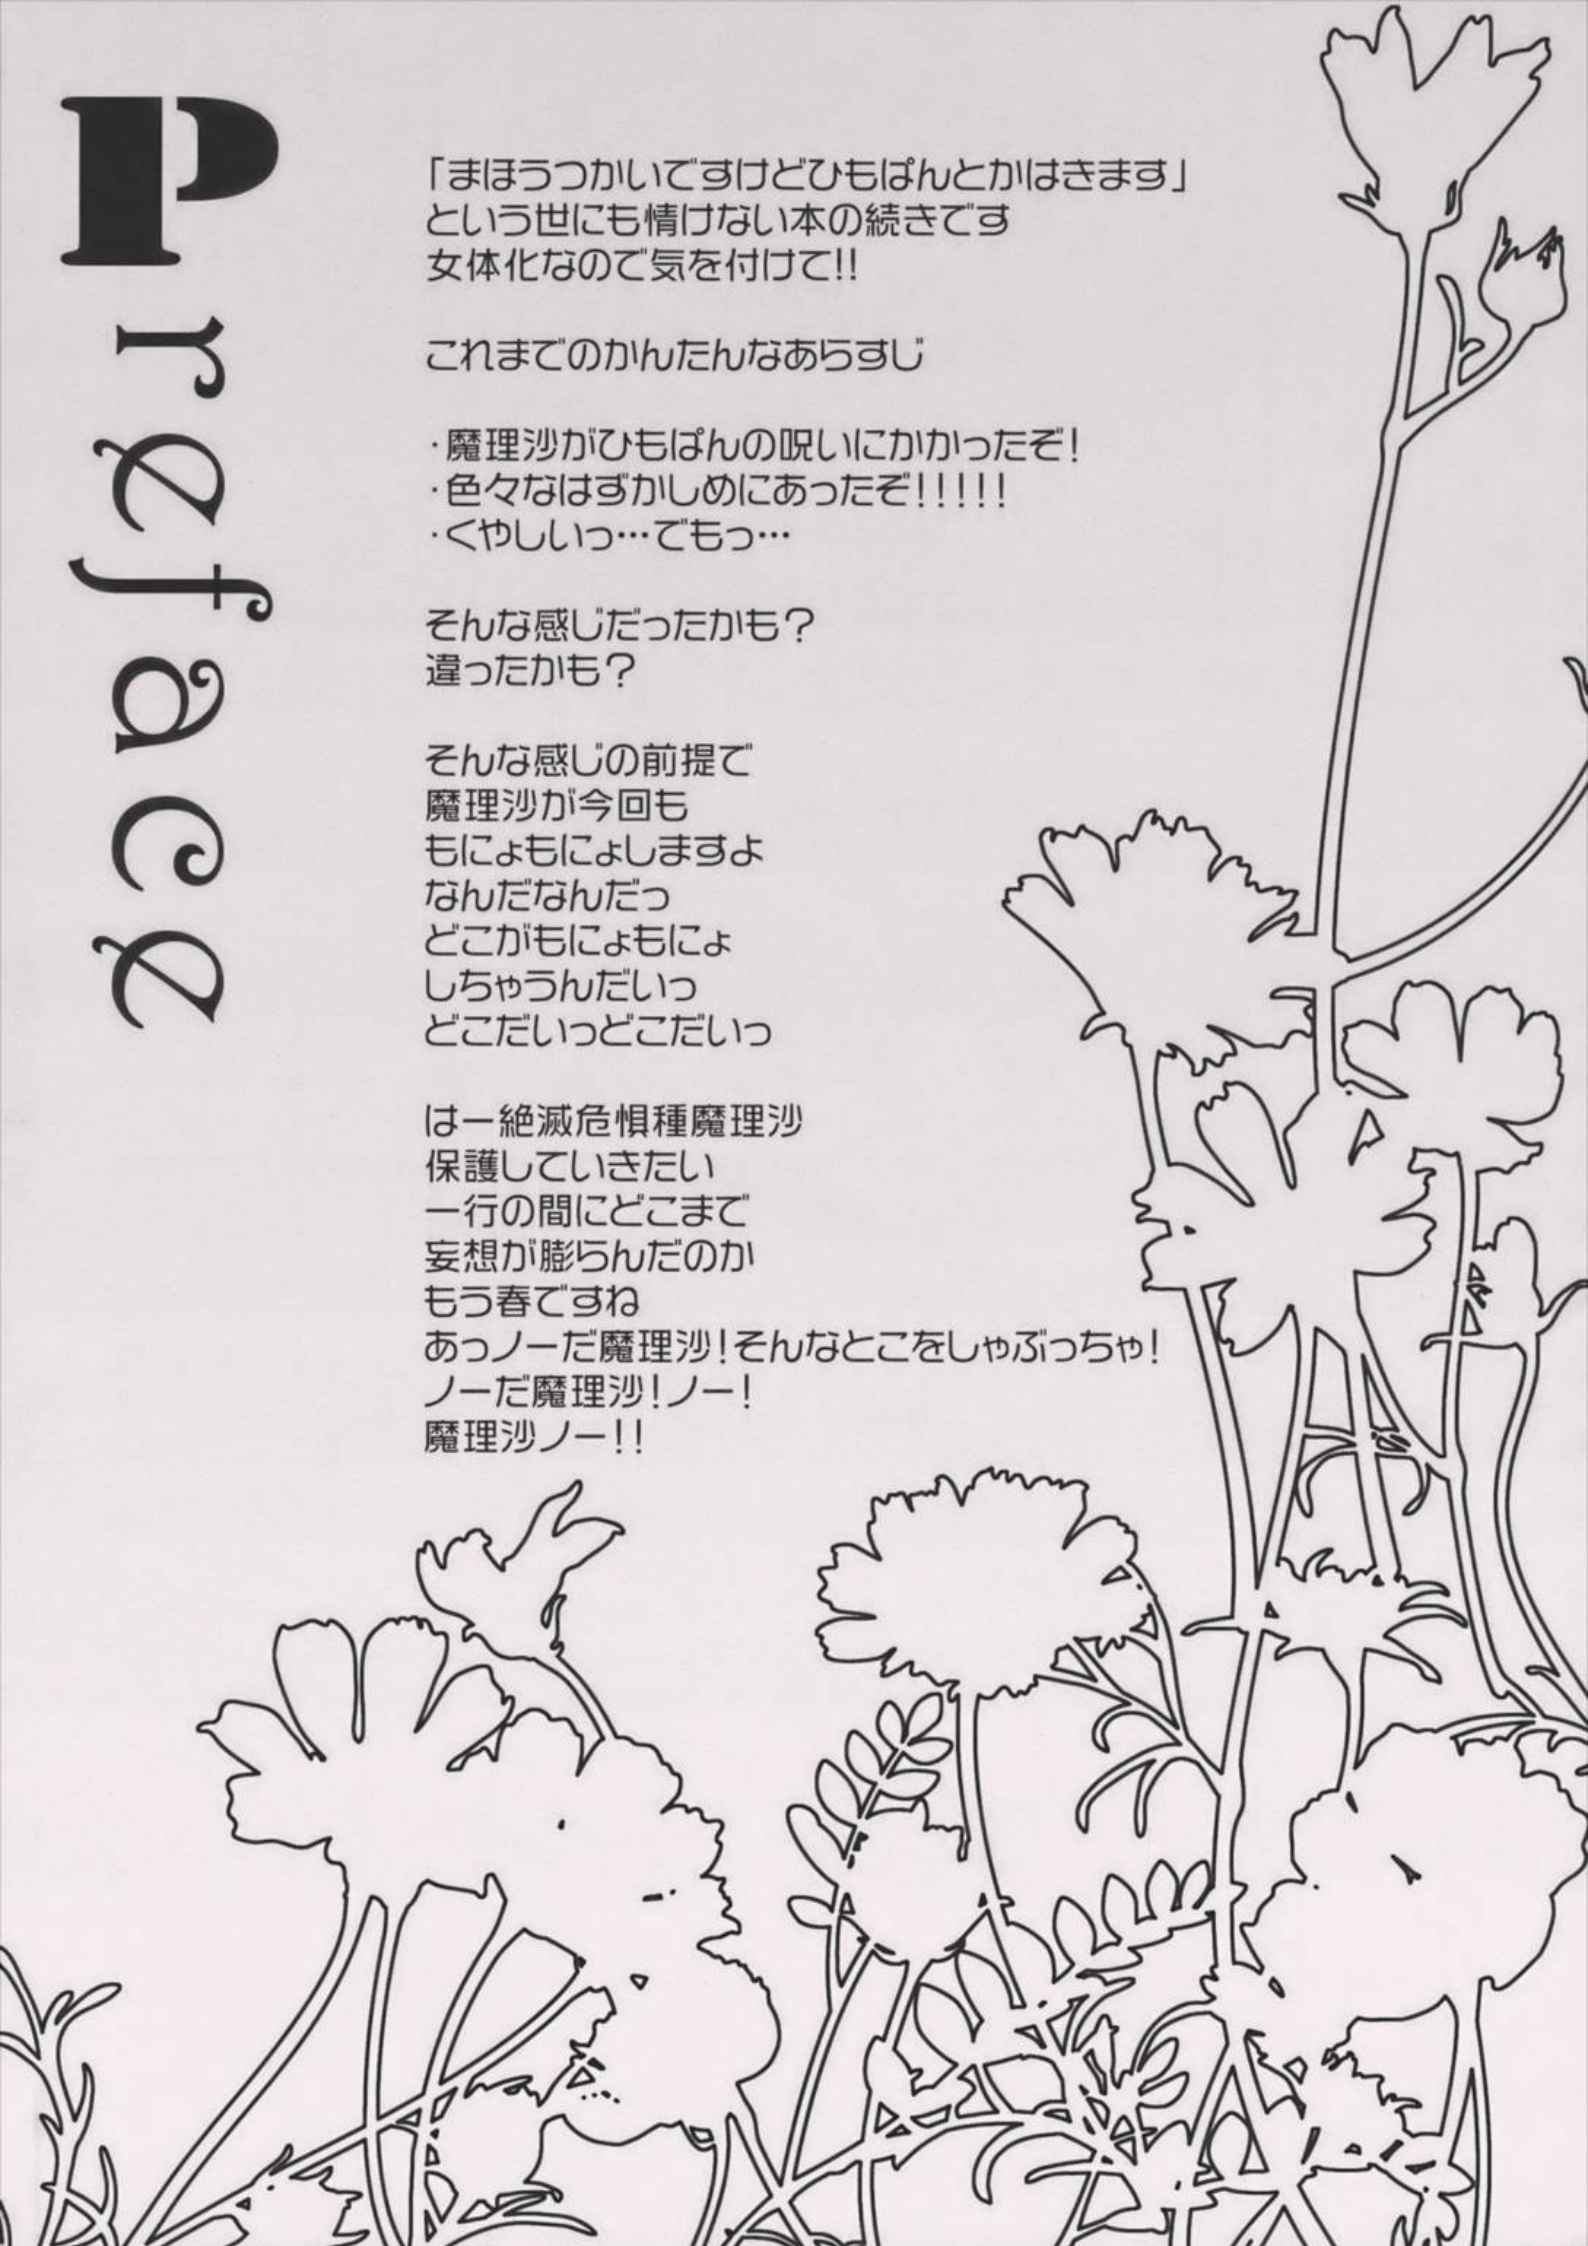 Preface
「まほうつかいですけどひもぱんとかはきます」
という世にも情けない本の続きです
女体化なので気を付けて!!
これまでのかんたんなあらすじ
・魔理沙がひもぱんの呪いにかかったぞ!
・色々なはずかしめにあったぞ!!!!!
・くやしいっ…でもっ…
そんな感じだったかも?
違ったかも?
そんな感じの前提で
魔理沙が今回も
もにょもにょしますよ
なんだなんだっ
どこがもにょもにょ
しちゃうんだいっ
どこだいっどこだいっ
はー絶滅危惧種魔理沙
保護していきたい
一行の間にどこまで
妄想が膨らんだのか
もう春ですね
あっノーだ魔理沙!そんなとこをしゃぶっちゃ!
ノーだ魔理沙!ノー!
魔理沙ノー!!